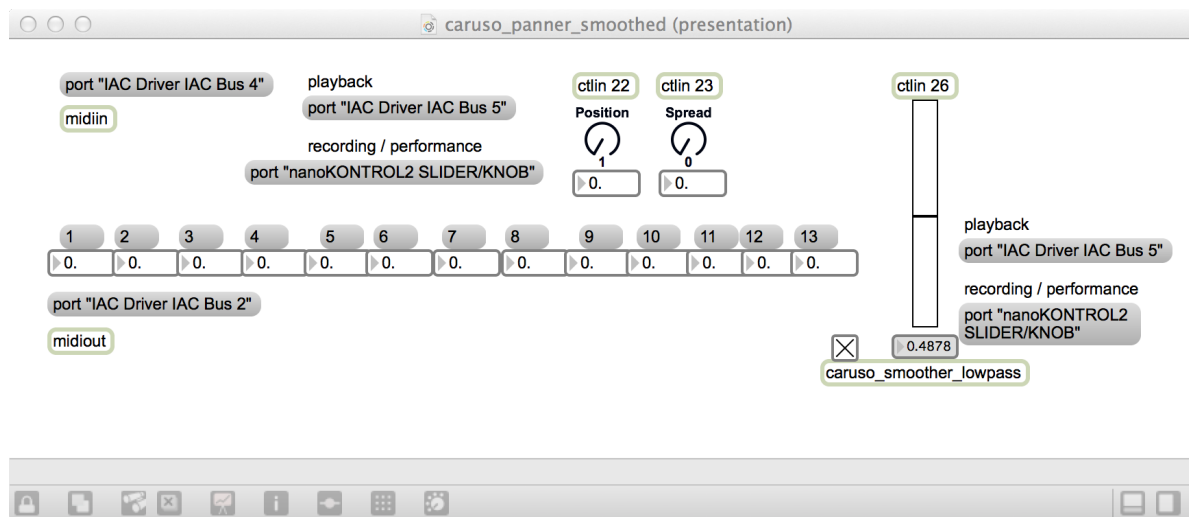 caruso_panner_smoothed (presentation)
port "IAC Driver IAC Bus 4"
midiin
playback
port "IAC Driver IAC Bus 5"
recording / performance
port "nanoKONTROL2 SLIDER/KNOB"
ctlin 22
ctlin 23
Position
Spread
1
0
0.
0.
ctlin 26
1 2 3 4 5 6 7 8 9 10 11 12 13
0. 0. 0. 0. 0. 0. 0. 0. 0. 0. 0. 0. 0.
port "IAC Driver IAC Bus 2"
midiout
playback
port "IAC Driver IAC Bus 5"
recording / performance
port "nanoKONTROL2
SLIDER/KNOB"
0.4878
caruso_smoother_lowpass